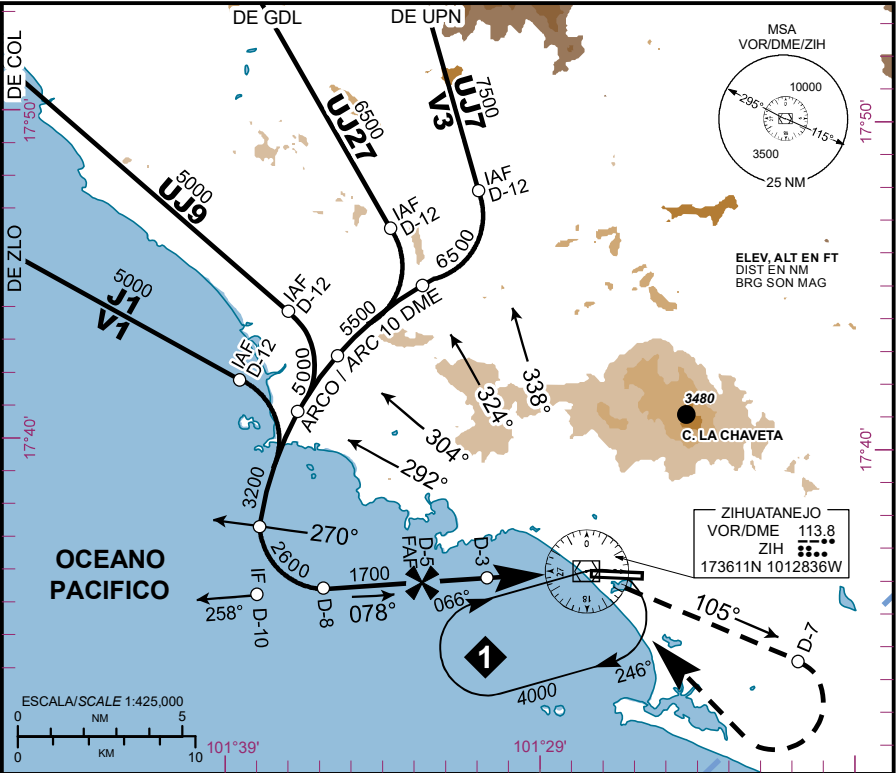 DE GDL
DE UPN
DE COL
DE ZLO
17°50'
17°50'
MSA
VOR/DME/ZIH
10000
295°
115°
3500
25 NM
7500
UJ7
V3
6500
UJ27
5000
UJ9
5000
J1
V1
IAF
D-12
IAF
D-12
IAF
D-12
IAF
D-12
6500
5500
5000
ARCO / ARC 10 DME
ELEV, ALT EN FT
DIST EN NM
BRG SON MAG
338°
324°
304°
292°
3480
C. LA CHAVETA
17°40'
17°40'
3200
270°
2600
OCEANO
PACIFICO
IF
D-10
258°
D-8
1700
078°
D-5
FAF
D-3
066°
0
27
18
ZIHUATANEJO
VOR/DME 113.8
ZIH
173611N 1012836W
105°
D-7
1
246°
4000
ESCALA/SCALE 1:425,000
0 NM 5
0 KM 10
101°39'
101°29'